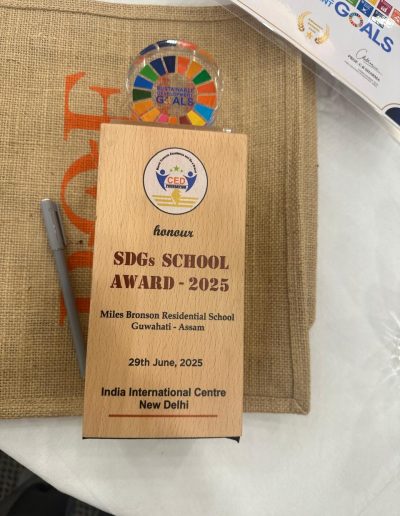 SUSTAINABLE
DEVELOPMENT
GOALS
CED
FOUNDATION
honour
SDGs SCHOOL
AWARD - 2025
Miles Bronson Residential School
Guwahati - Assam
29th June, 2025
India International Centre
New Delhi
GOALS